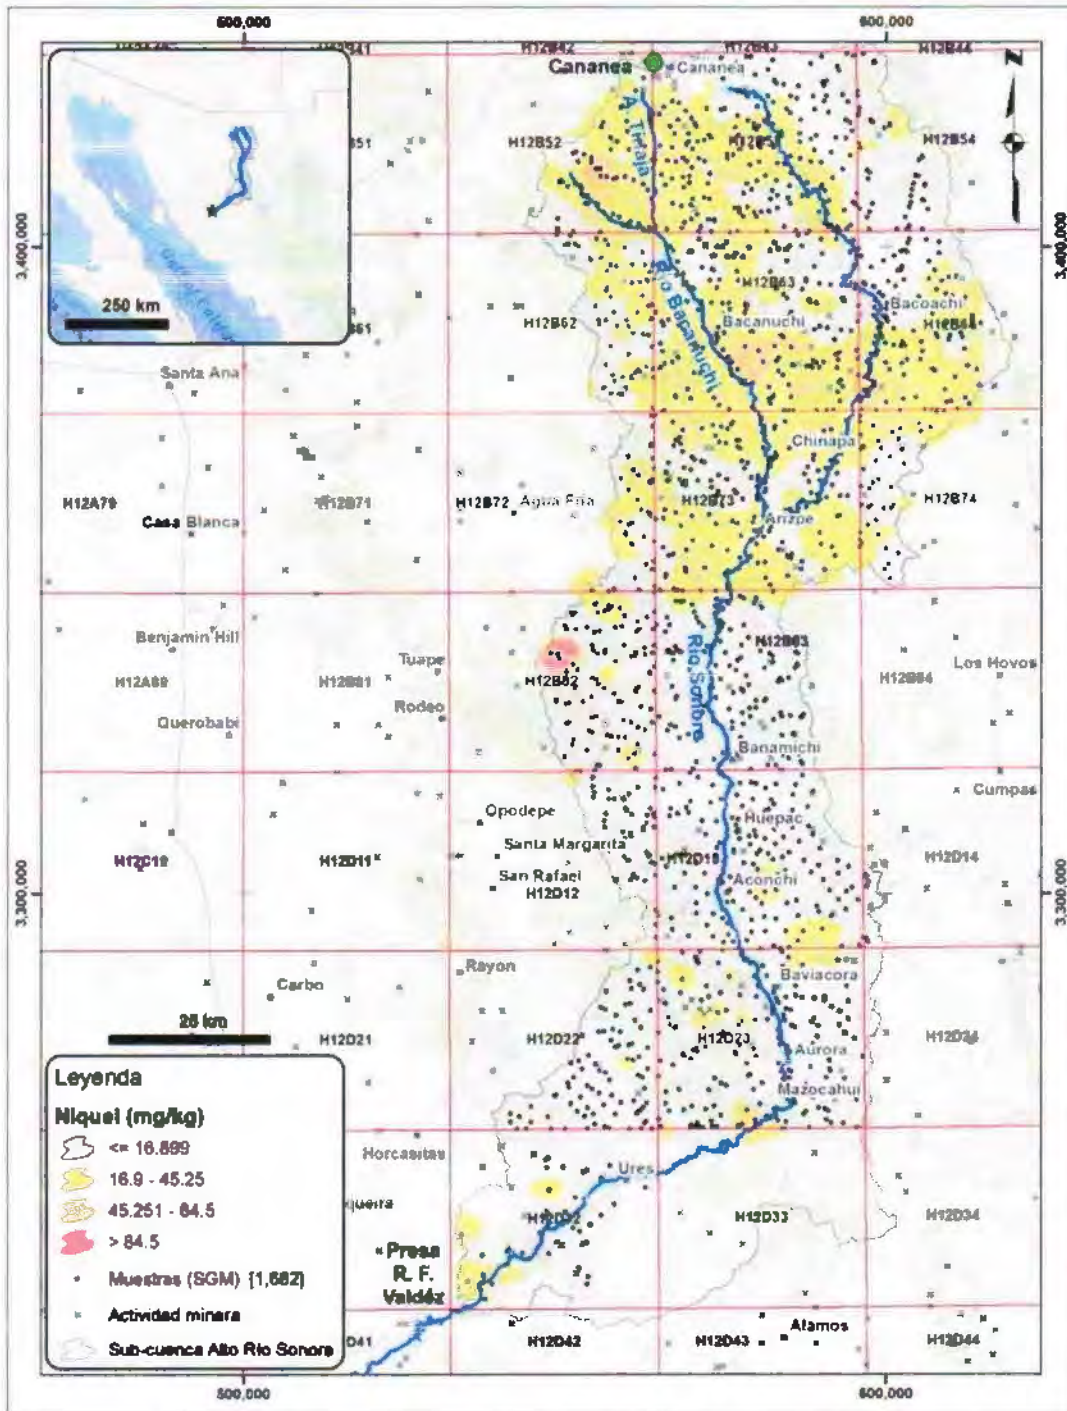 500,000
600,000
H12B42
H12B43
H12B44
Cananea
Cananea
N
H12B52
H12B54
A. Tinaja
3,400,000
3,400,000
250 km
H12B63
Bacoachi
H12B62
Bacanuchi
Río Bacanuchi
Santa Ana
Chinapa
H12A79
H12B71
H12B72
Agua Fria
H12B73
H12B74
Casa Blanca
Arizpe
Benjamin Hill
H12B83
Tuape
Los Hoyos
H12A89
H12B81
H12B82
H12B84
Río Sonora
Rodeo
Querobabi
Banamichi
Cumpas
Opodepe
Huepac
Santa Margarita
H12D11
H12D14
San Rafael
Aconchi
H12D12
3,300,000
3,300,000
Rayon
Baviacora
Carbo
25 km
H12D21
H12D22
H12D23
H12D24
Aurora
Mazocahui
Leyenda
Niquel (mg/kg)
<= 16.899
16.9 - 45.25
45.251 - 84.5
> 84.5
Muestras (SGM) [1,682]
Actividad minera
Sub-cuenca Alto Río Sonora
Horcasitas
Ures
H12D32
H12D33
H12D34
Presa
R. F.
Valdéz
Alamos
D41
H12D42
H12D43
H12D44
500,000
600,000